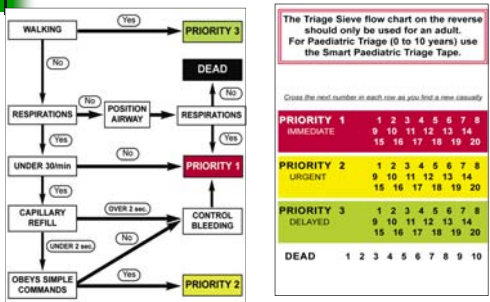 WALKING
Yes
PRIORITY 3
No
DEAD
No
RESPIRATIONS
No
POSITION
AIRWAY
RESPIRATIONS
Yes
Yes
UNDER 30/min
No
PRIORITY 1
Yes
CAPILLARY
REFILL
OVER 2 sec.
CONTROL
BLEEDING
UNDER 2 sec.
No
OBEYS SIMPLE
COMMANDS
Yes
PRIORITY 2
The Triage Sieve flow chart on the reverse
should only be used for an adult.
For Paediatric Triage (0 to 10 years) use
the Smart Paediatric Triage Tape.
Cross the next number in each row as you find a new casualty
PRIORITY 1 1 2 3 4 5 6 7 8
IMMEDIATE 9 10 11 12 13 14
15 16 17 18 19 20
PRIORITY 2 1 2 3 4 5 6 7 8
URGENT 9 10 11 12 13 14
15 16 17 18 19 20
PRIORITY 3 1 2 3 4 5 6 7 8
DELAYED 9 10 11 12 13 14
15 16 17 18 19 20
DEAD 1 2 3 4 5 6 7 8 9 10